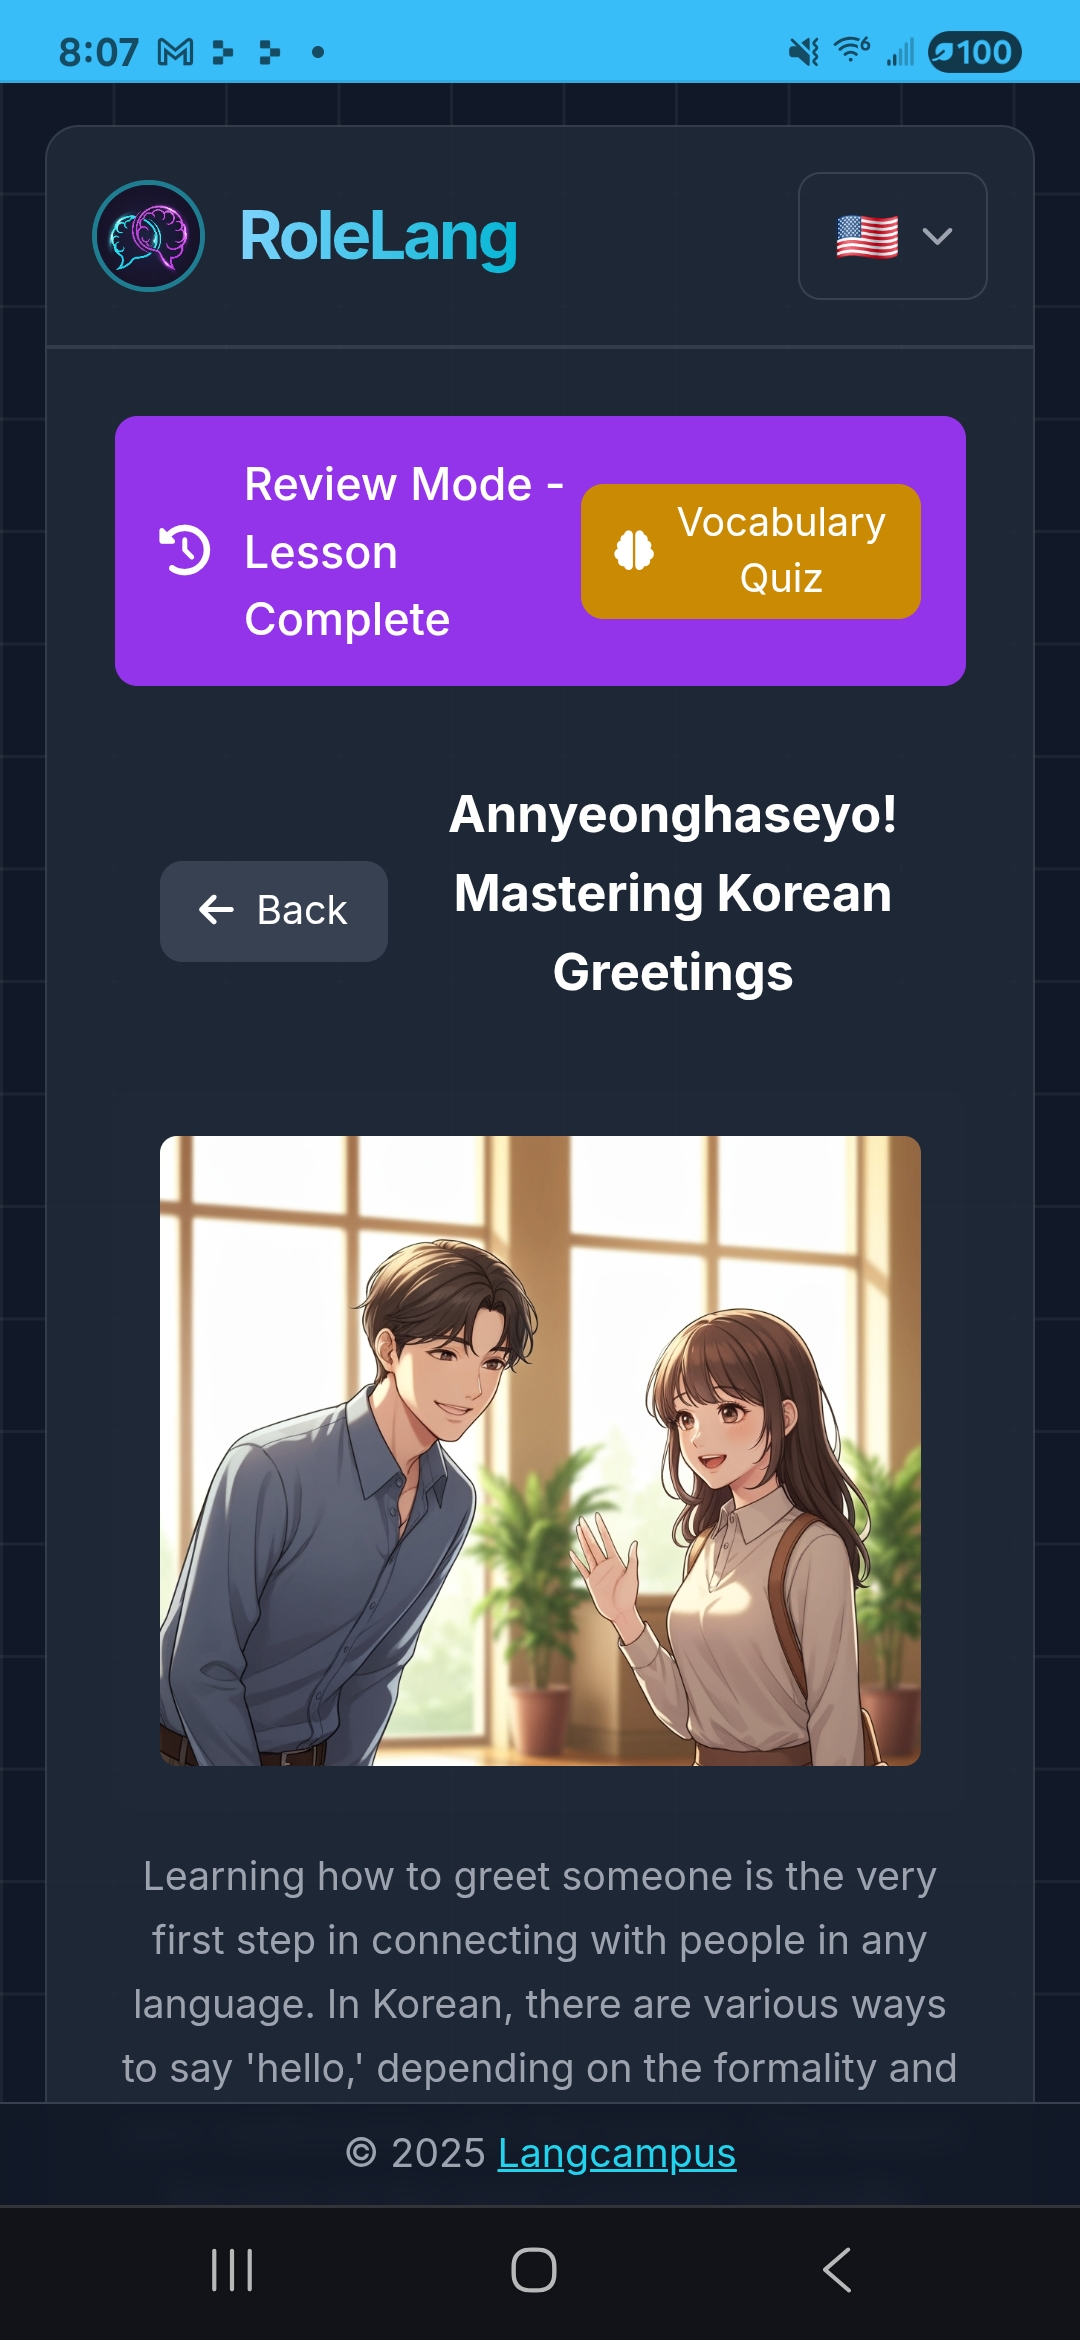 8:07
6
100
RoleLang
Review Mode -
Lesson
Complete
Vocabulary
Quiz
Back
Annyeonghaseyo!
Mastering Korean
Greetings
Learning how to greet someone is the very
first step in connecting with people in any
language. In Korean, there are various ways
to say 'hello,' depending on the formality and
© 2025 Langcampus